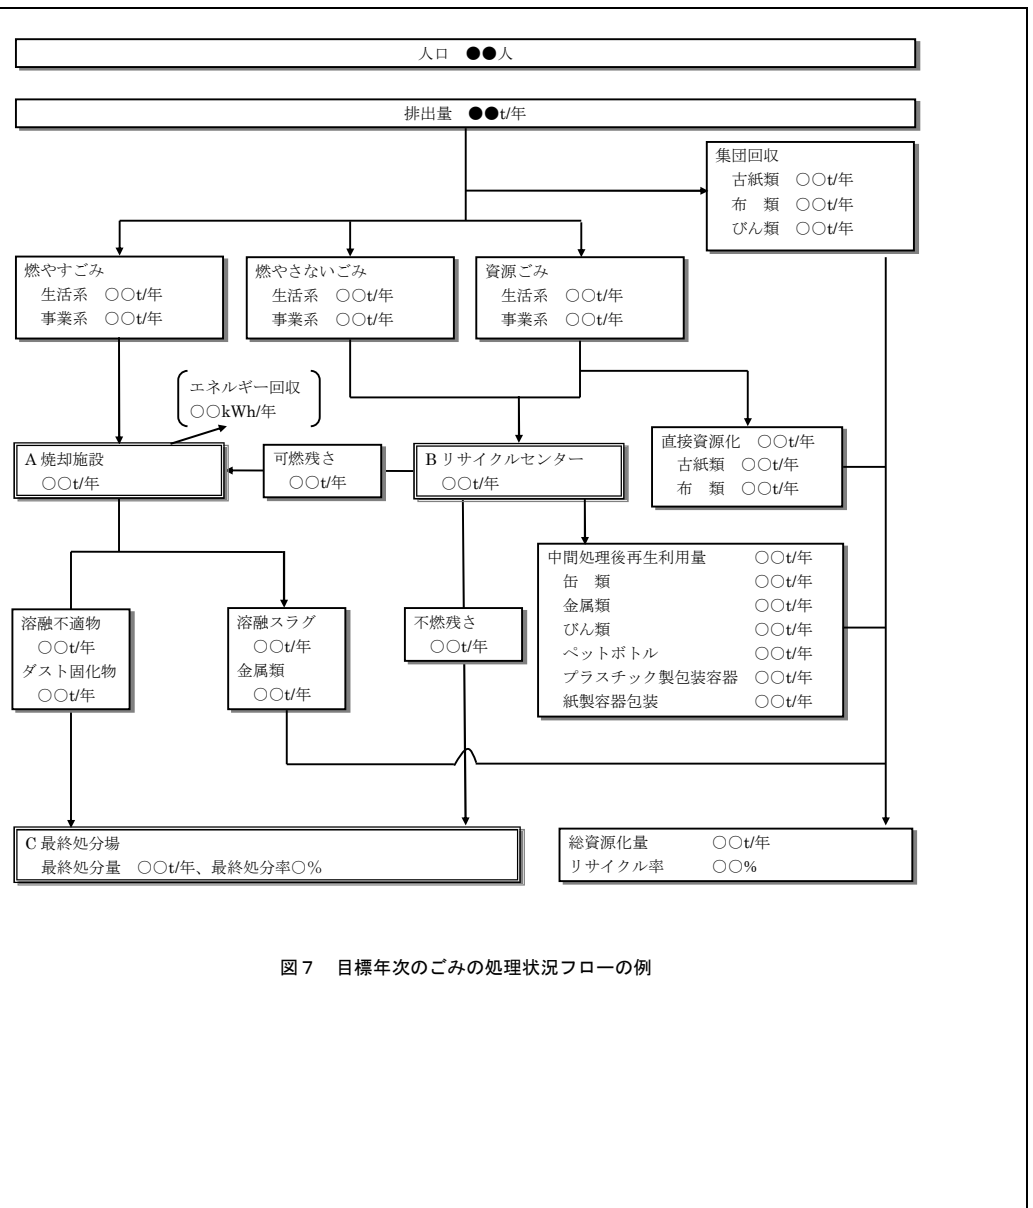 人口　●●人
排出量　●●t/年
集団回収
古紙類　○○t/年
布　類　○○t/年
びん類　○○t/年
燃やすごみ
生活系　○○t/年
事業系　○○t/年
燃やさないごみ
生活系　○○t/年
事業系　○○t/年
資源ごみ
生活系　○○t/年
事業系　○○t/年
エネルギー回収
○○kWh/年
A 焼却施設
○○t/年
可燃残さ
○○t/年
B リサイクルセンター
○○t/年
直接資源化　○○t/年
古紙類　○○t/年
布　類　○○t/年
中間処理後再生利用量　○○t/年
缶　類　○○t/年
金属類　○○t/年
びん類　○○t/年
ペットボトル　○○t/年
プラスチック製包装容器　○○t/年
紙製容器包装　○○t/年
溶融不適物
○○t/年
ダスト固化物
○○t/年
溶融スラグ
○○t/年
金属類
○○t/年
不燃残さ
○○t/年
C 最終処分場
最終処分量　○○t/年、最終処分率○%
総資源化量　○○t/年
リサイクル率　○○%
図７　目標年次のごみの処理状況フローの例